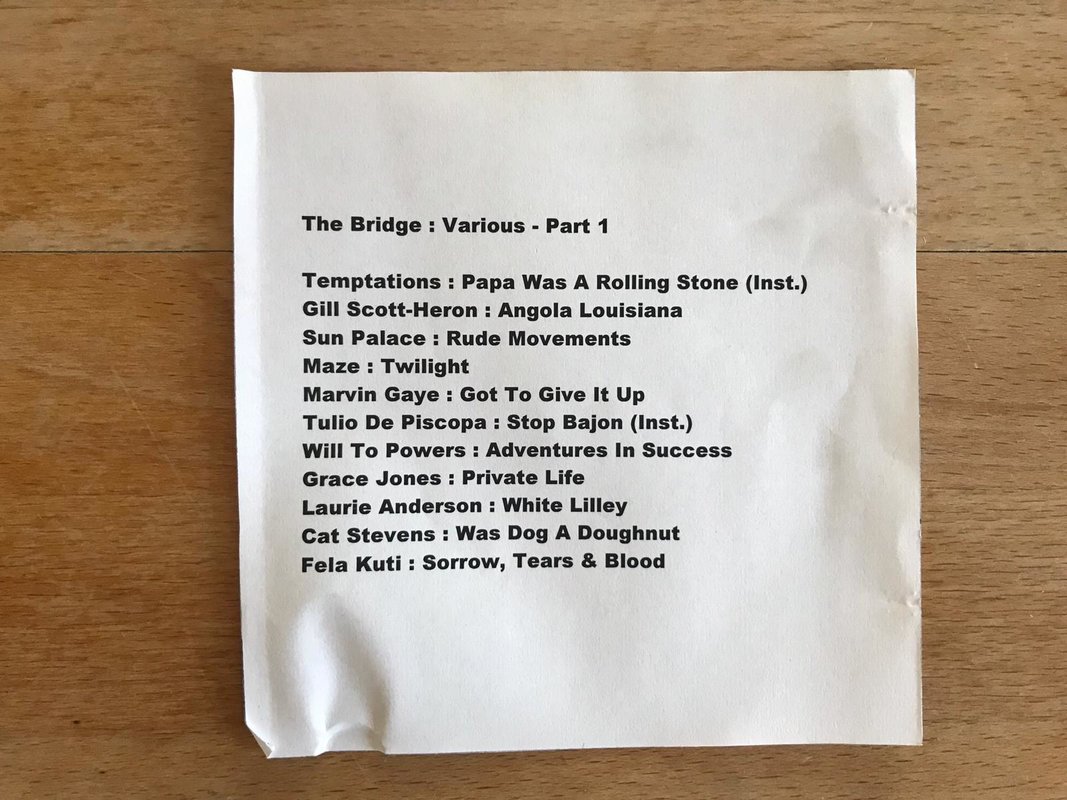 The Bridge : Various - Part 1
Temptations : Papa Was A Rolling Stone (Inst.)
Gill Scott-Heron : Angola Louisiana
Sun Palace : Rude Movements
Maze : Twilight
Marvin Gaye : Got To Give It Up
Tulio De Piscopa : Stop Bajon (Inst.)
Will To Powers : Adventures In Success
Grace Jones : Private Life
Laurie Anderson : White Lilley
Cat Stevens : Was Dog A Doughnut
Fela Kuti : Sorrow, Tears & Blood